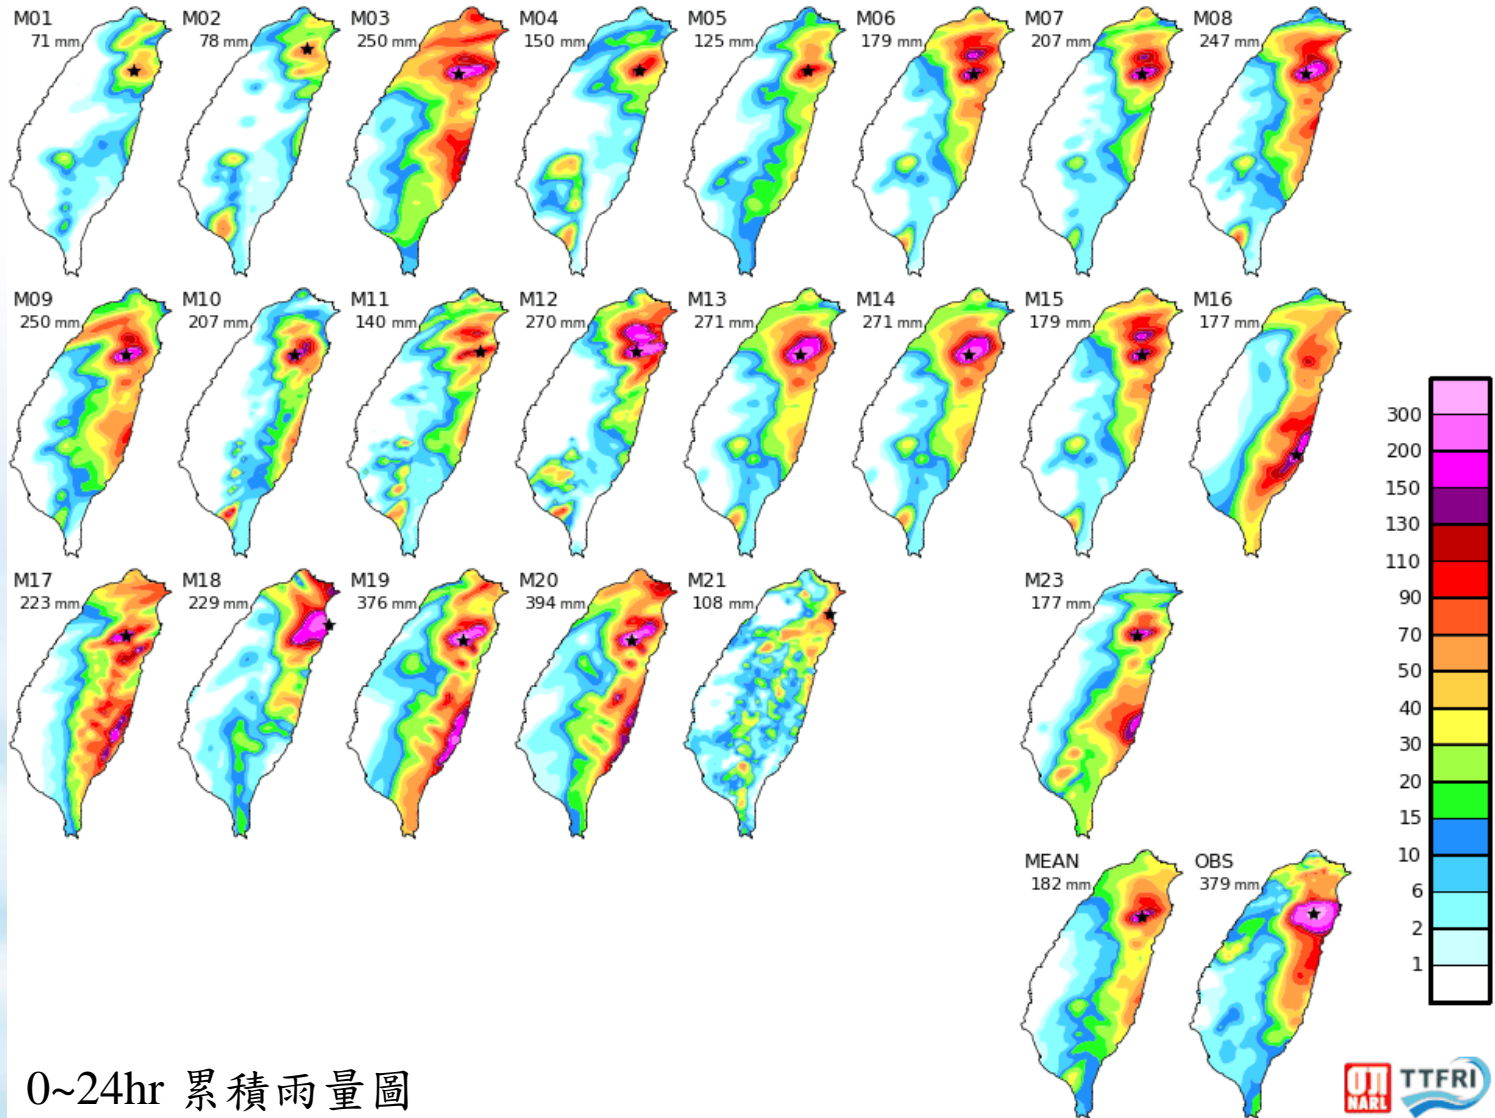 M01 M02 M03 M04 M05 M06 M07 M08
71 mm 78 mm 250 mm 150 mm 125 mm 179 mm 207 mm 247 mm
M09 M10 M11 M12 M13 M14 M15 M16
250 mm 207 mm 140 mm 270 mm 271 mm 271 mm 179 mm 177 mm
M17 M18 M19 M20 M21 M23
223 mm 229 mm 376 mm 394 mm 108 mm 177 mm
MEAN OBS
182 mm 379 mm
300
200
150
130
110
90
70
50
40
30
20
15
10
6
2
1
0~24hr 累積雨量圖
NARL TTFRI